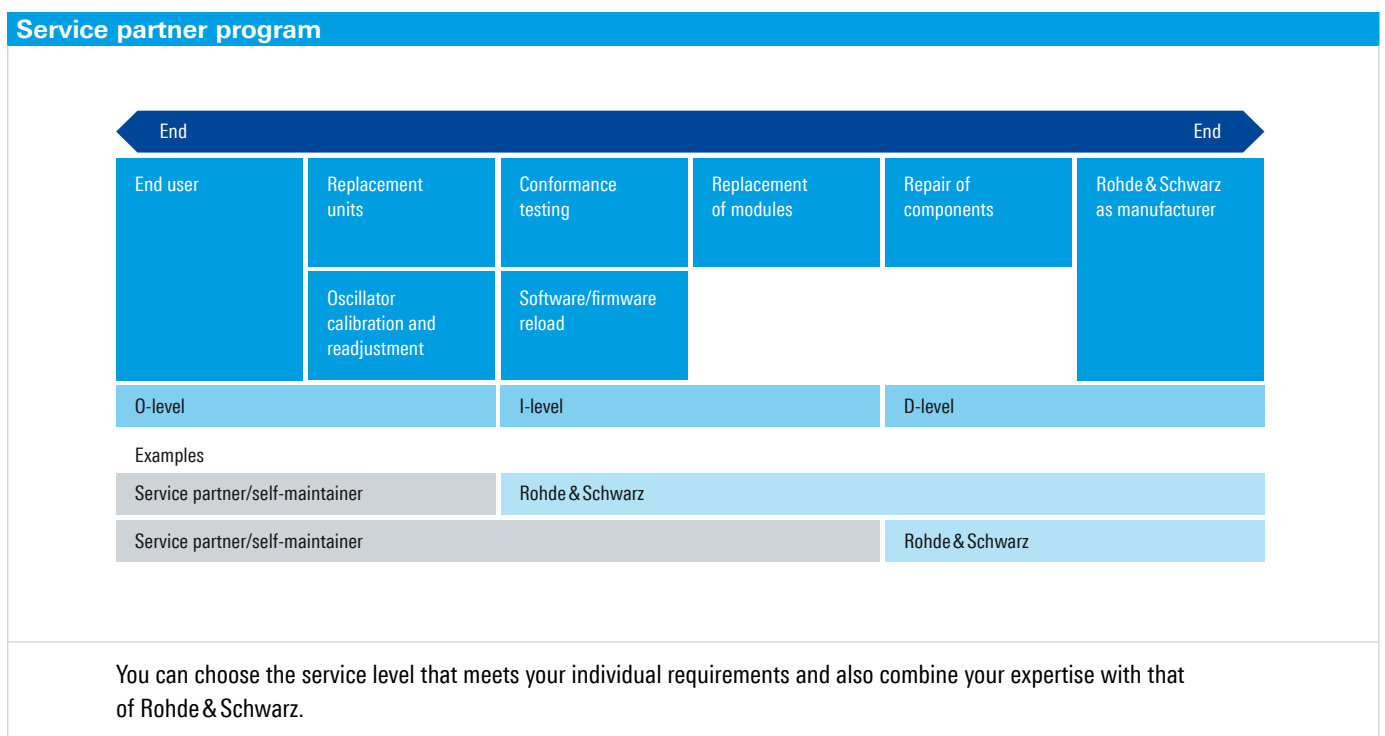 Service partner program
End
End
End user
Replacement
units
Conformance
testing
Replacement
of modules
Repair of
components
Rohde & Schwarz
as manufacturer
Oscillator
calibration and
readjustment
Software/firmware
reload
O-level
I-level
D-level
Examples
Service partner/self-maintainer
Rohde & Schwarz
Service partner/self-maintainer
Rohde & Schwarz
You can choose the service level that meets your individual requirements and also combine your expertise with that
of Rohde & Schwarz.